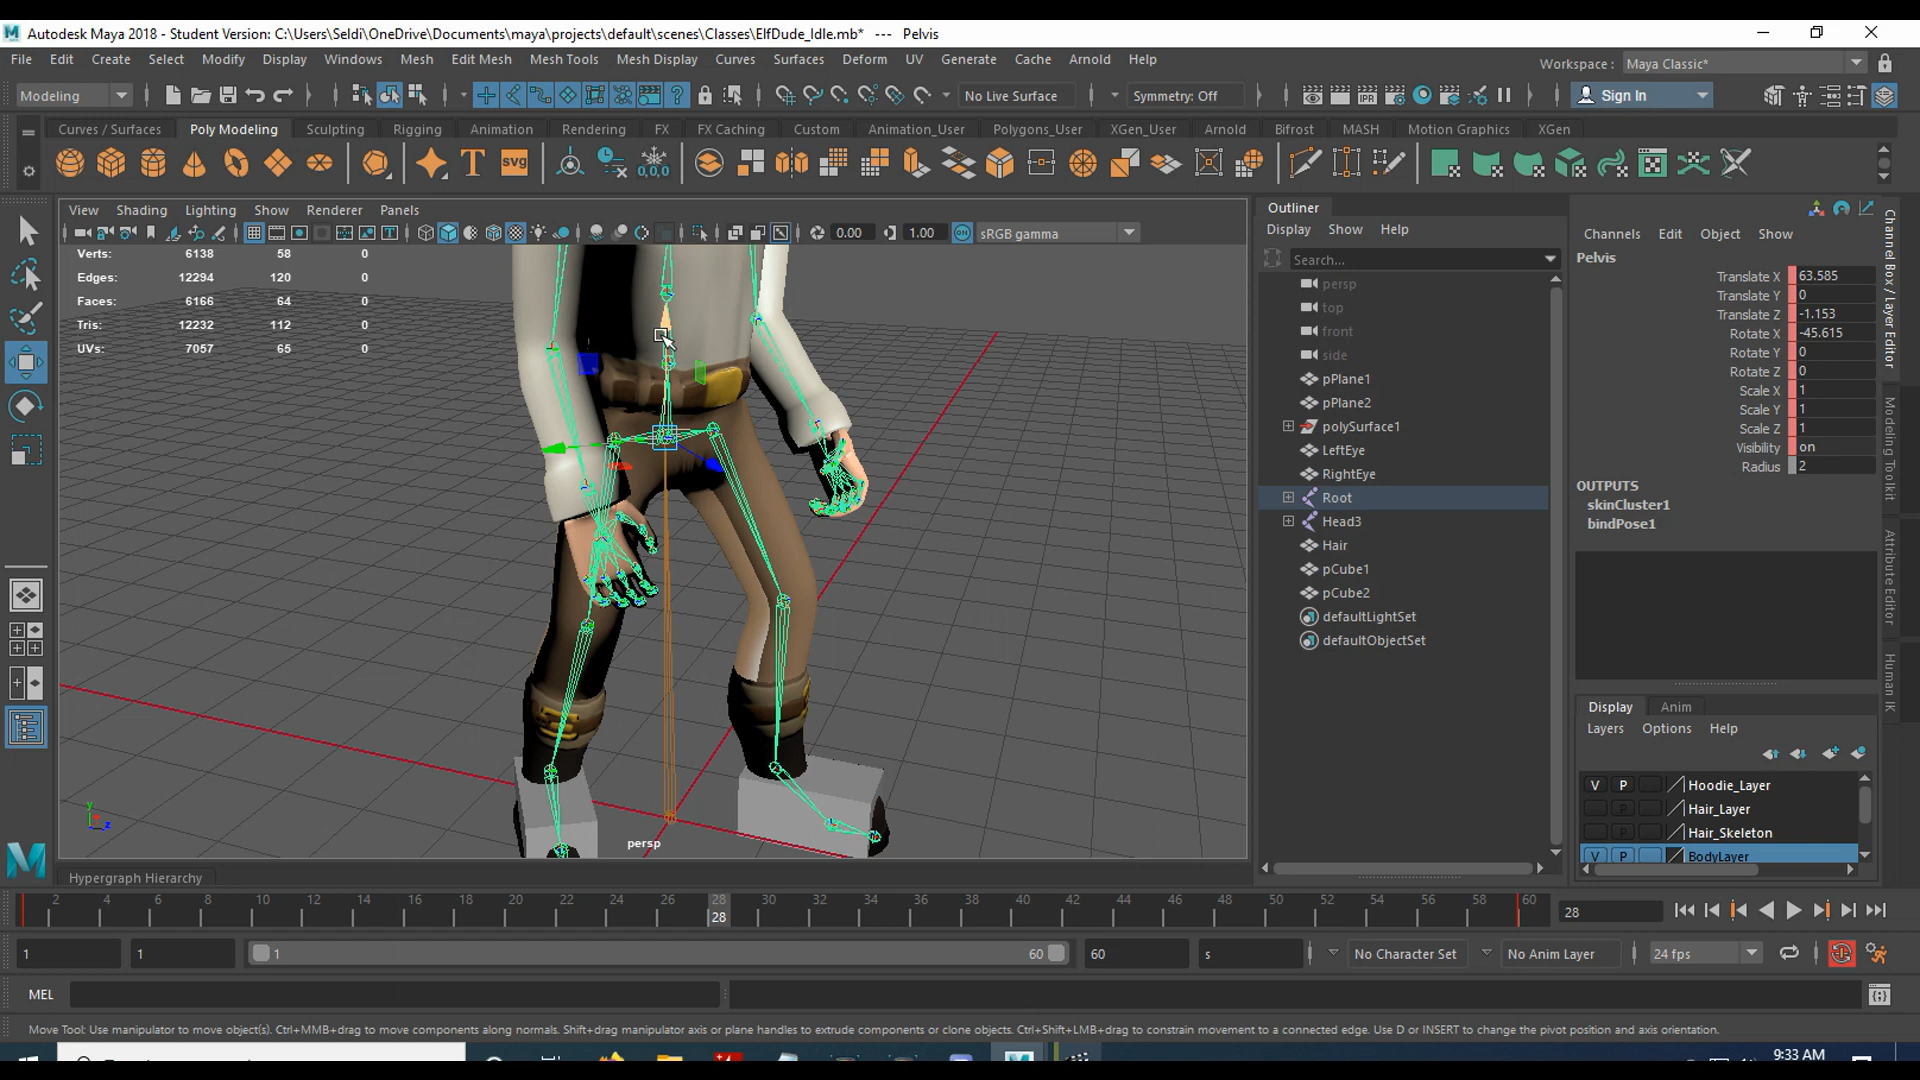 Autodesk Maya 2018 - Student Version: C:\Users\Seldi\OneDrive\Documents\maya\projects\default\scenes\Classes\ElfDude_Idle.mb* --- Pelvis
File Edit Create Select Modify Display Windows Mesh Edit Mesh Mesh Tools Mesh Display Curves Surfaces Deform UV Generate Cache Arnold Help
Workspace : Maya Classic*
Modeling
No Live Surface
Symmetry: Off
Sign In
Curves / Surfaces Poly Modeling Sculpting Rigging Animation Rendering FX FX Caching Custom Animation_User Polygons_User XGen_User Arnold Bifrost MASH Motion Graphics XGen
View Shading Lighting Show Renderer Panels
0.00 1.00 sRGB gamma
Verts: 6138 58 0
Edges: 12294 120 0
Faces: 6166 64 0
Tris: 12232 112 0
UVs: 7057 65 0
persp
Outliner
Display Show Help
Search...
persp
top
front
side
pPlane1
pPlane2
polySurface1
LeftEye
RightEye
Root
Head3
Hair
pCube1
pCube2
defaultLightSet
defaultObjectSet
Channels Edit Object Show
Pelvis
Translate X 63.585
Translate Y 0
Translate Z -1.153
Rotate X -45.615
Rotate Y 0
Rotate Z 0
Scale X 1
Scale Y 1
Scale Z 1
Visibility on
Radius 2
OUTPUTS
skinCluster1
bindPose1
Channel Box / Layer Editor
Modeling Toolkit
Attribute Editor
Human IK
Display Anim
Layers Options Help
V P Hoodie_Layer
Hair_Layer
Hair_Skeleton
V P BodyLayer
Hypergraph Hierarchy
2 4 6 8 10 12 14 16 18 20 22 24 26 28 30 32 34 36 38 40 42 44 46 48 50 52 54 56 58 60
28
28
1 1 1 60 60 s No Character Set No Anim Layer 24 fps
MEL
Move Tool: Use manipulator to move object(s). Ctrl+MMB+drag to move components along normals. Shift+drag manipulator axis or plane handles to extrude components or clone objects. Ctrl+Shift+LMB+drag to constrain movement to a connected edge. Use D or INSERT to change the pivot position and axis orientation.
9:33 AM